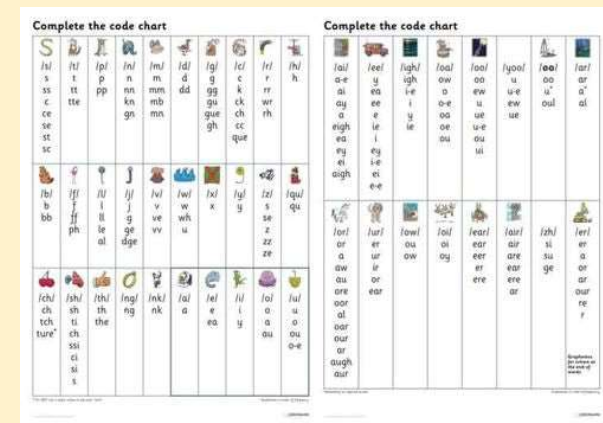 Complete the code chart
/s/ /t/ /p/ /n/ /m/ /d/ /g/ /c/ /r/ /h/
s t p n m d g c r h
ss tt pp nn mm dd gg k rr
c tte kn mb gu ck wr
ce gn mn gue ch rh
se gh cc
st que
sc
/b/ /f/ /l/ /j/ /v/ /w/ /x/ /y/ /z/ /qu/
b f l j v w x y s qu
bb ff ll g ve wh se
ph le ge vv u z
al dge zz
ze
/ch/ /sh/ /th/ /ng/ /nk/ /a/ /e/ /i/ /o/ /u/
ch sh th ng nk a e i o u
tch ti the ea y a o
ture* ch au ou
ssi o-e
ci
si
s
Complete the code chart
/ai/ /ee/ /igh/ /oa/ /oo/ /yoo/ /oo/ /ar/
a-e y igh ow oo u oo ar
ai ea i-e o ew u-e u* a*
ay ee i o-e u ew oul al
a e y oa ue ue
eigh ie ie oe u-e
ea i ou ou
ey ey ui
ei i-e
aigh ei
e-e
/or/ /ur/ /ow/ /oi/ /ear/ /air/ /zh/ /er/
or er ou oi ear air si er
a ur ow oy eer are su a
aw ir er ear ge or
au or ere ere ar
ore ear ar our
oor re
al r
oar
our
ar
augh
aur
Graphemes
for schwa at
the end of
words